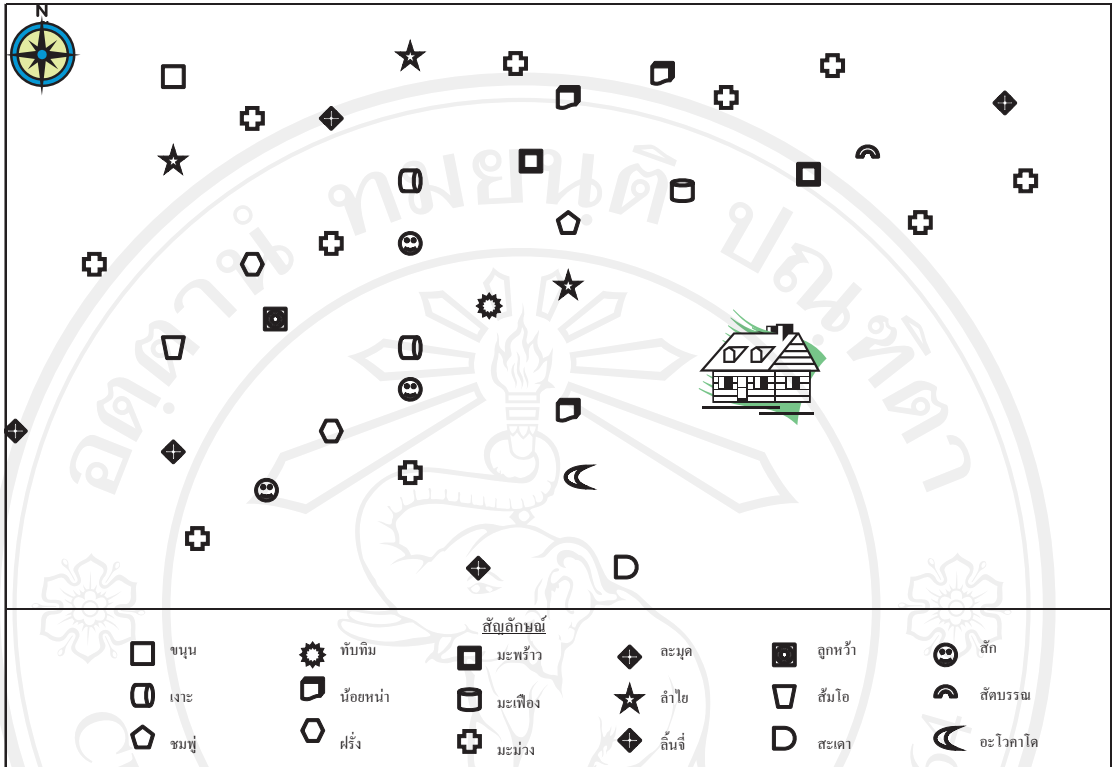 N
สัญลักษณ์
ขนุน ทับทิม มะพร้าว ละมุด ลูกหว้า สัก
เงาะ น้อยหน่า มะเฟือง ลำไย ส้มโอ สัตบรรณ
ชมพู่ ฝรั่ง มะม่วง ลิ้นจี่ สะเดา อะโวคาโด